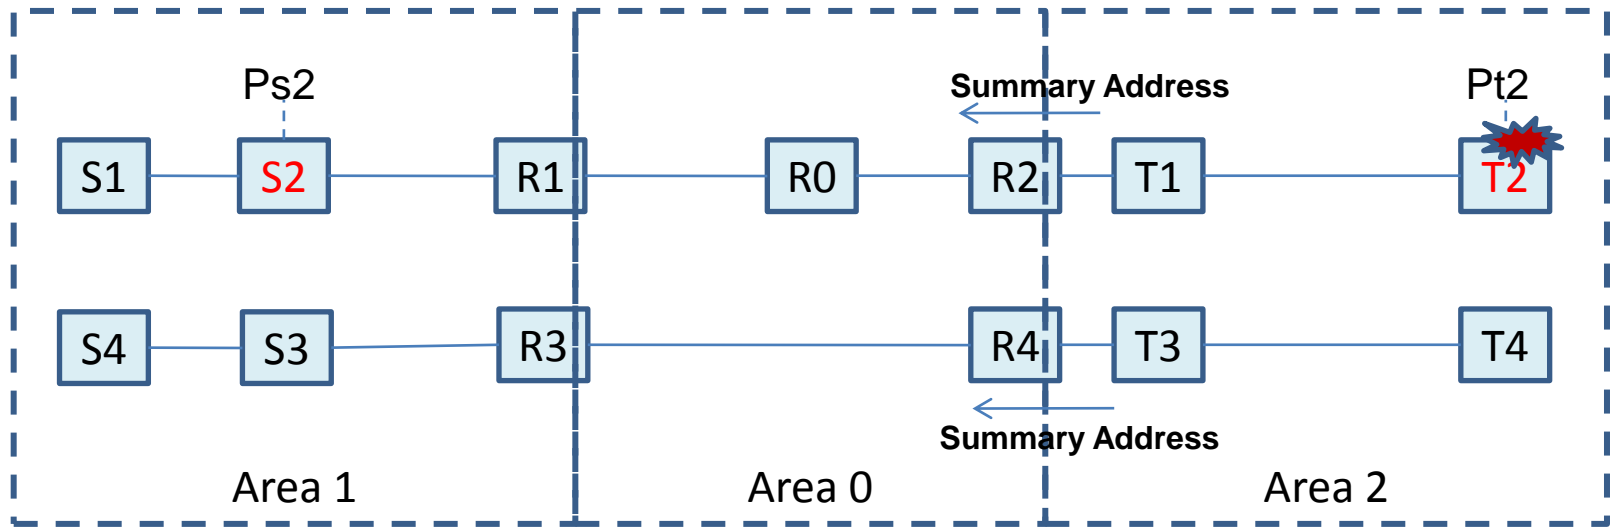 Ps2
Summary Address
Pt2
S1
S2
R1
R0
R2
T1
T2
S4
S3
R3
R4
T3
T4
Summary Address
Area 1
Area 0
Area 2